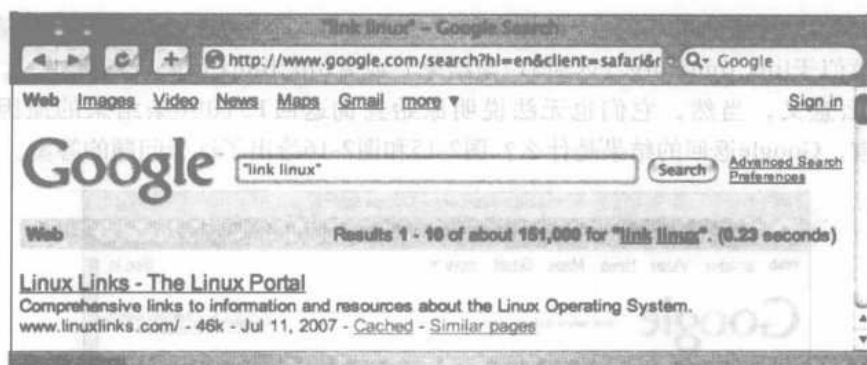 "link linux" – Google Search
http://www.google.com/search?hl=en&client=safari&r
Google
Web Images Video News Maps Gmail more ▼
Sign in
Google
"link linux"
Search
Advanced Search
Preferences
Web
Results 1 - 10 of about 151,000 for "link linux". (0.23 seconds)
Linux Links - The Linux Portal
Comprehensive links to information and resources about the Linux Operating System.
www.linuxlinks.com/ - 46k - Jul 11, 2007 - Cached - Similar pages